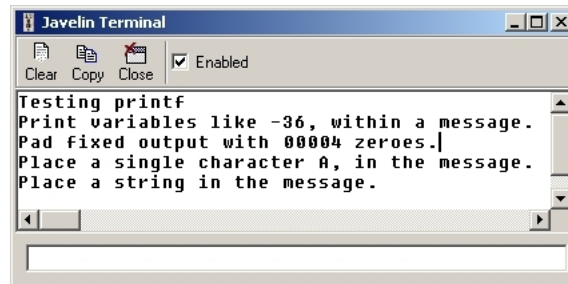 Javelin Terminal
Clear Copy Close Enabled
Testing printf
Print variables like -36, within a message.
Pad fixed output with 00004 zeroes.
Place a single character A, in the message.
Place a string in the message.